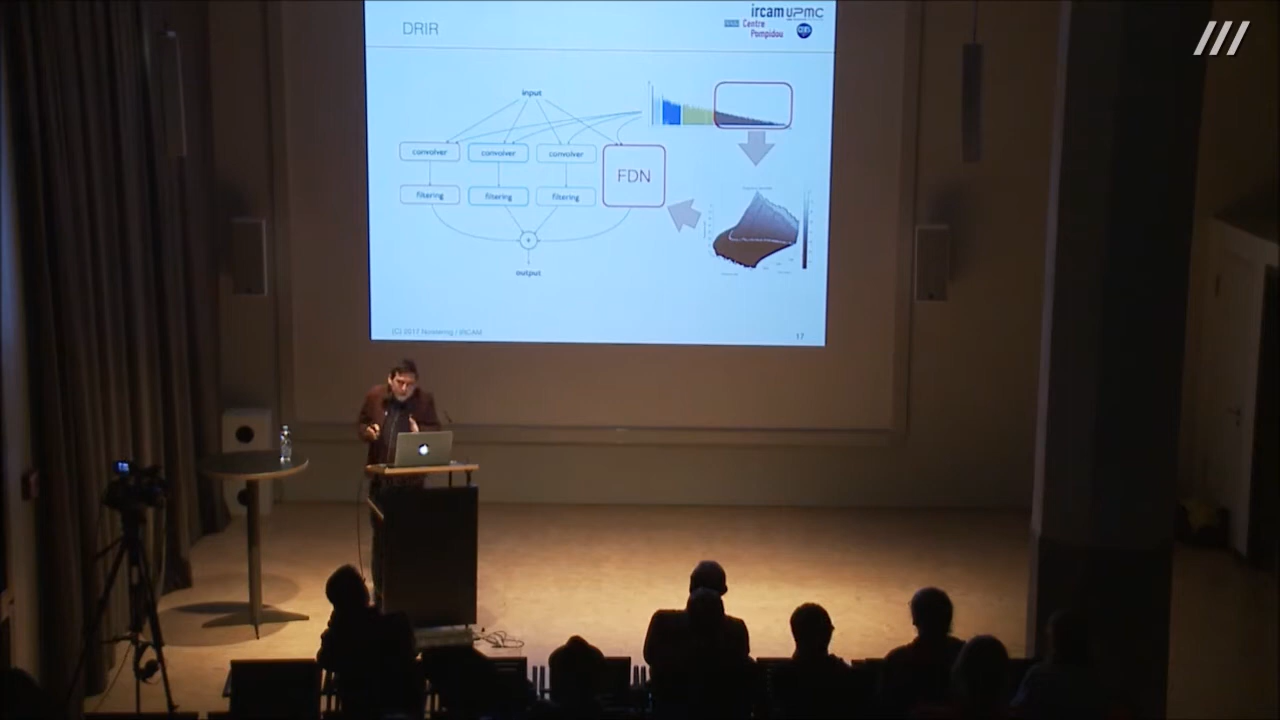 DRIR
ircam
UPMC
Centre
Pompidou
input
convolver
convolver
convolver
FDN
filtering
filtering
filtering
+
output
(C) 2017 Noisternig / IRCAM
17